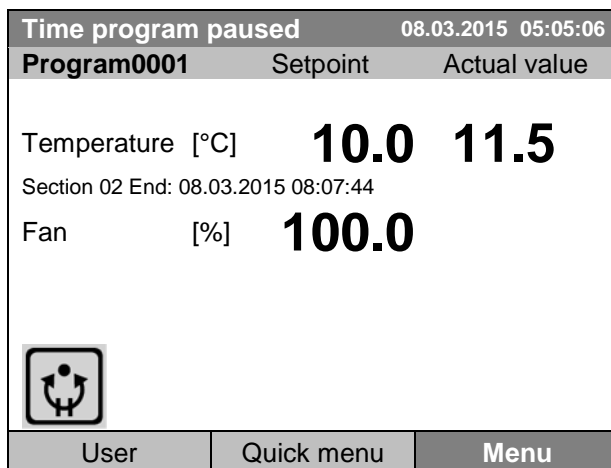 Time program paused 08.03.2015 05:05:06
Program0001 Setpoint Actual value
Temperature [°C] 10.0 11.5
Section 02 End: 08.03.2015 08:07:44
Fan [%] 100.0
User Quick menu Menu